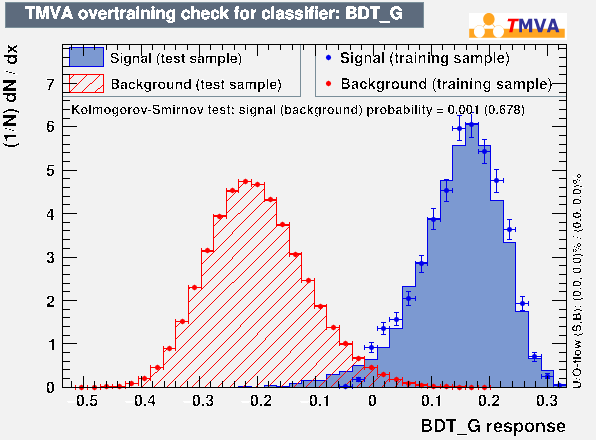 TMVA overtraining check for classifier: BDT_G
TMVA
Signal (test sample)
Background (test sample)
Signal (training sample)
Background (training sample)
Kolmogorov-Smirnov test: signal (background) probability = 0.001 (0.678)
(1/N) dN / dx
7
6
5
4
3
2
1
0
-0.5 -0.4 -0.3 -0.2 -0.1 0 0.1 0.2 0.3
BDT_G response
U/O-flow (S,B): (0.0, 0.0)% / (0.0, 0.0)%